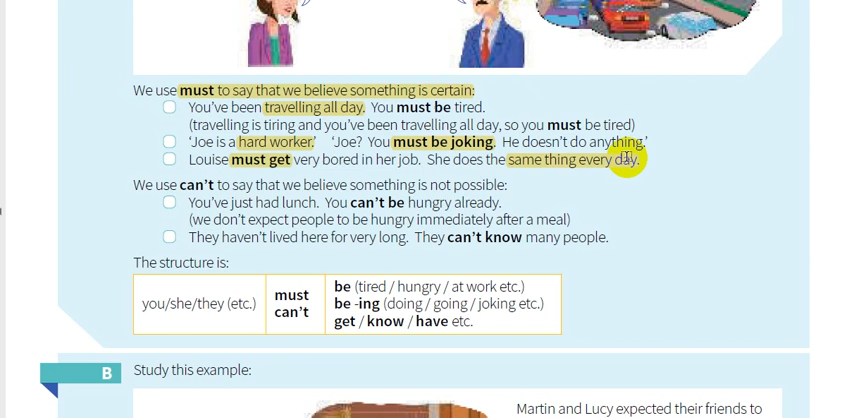 We use must to say that we believe something is certain:
You've been travelling all day. You must be tired.
(travelling is tiring and you've been travelling all day, so you must be tired)
'Joe is a hard worker.' 'Joe? You must be joking. He doesn't do anything.'
Louise must get very bored in her job. She does the same thing every day.
We use can't to say that we believe something is not possible:
You've just had lunch. You can't be hungry already.
(we don't expect people to be hungry immediately after a meal)
They haven't lived here for very long. They can't know many people.
The structure is:
you/she/they (etc.)
must
can't
be (tired / hungry / at work etc.)
be -ing (doing / going / joking etc.)
get / know / have etc.
B Study this example:
Martin and Lucy expected their friends to